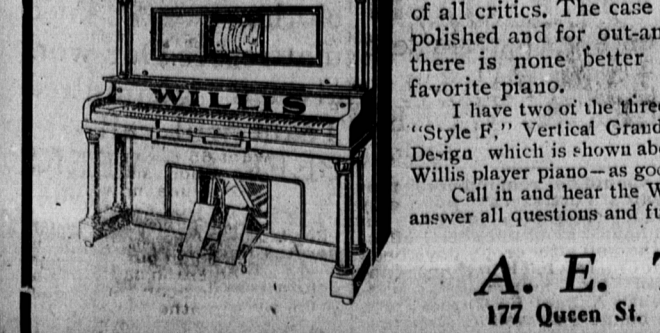 WILLIS
of all critics. The case
polished and for out-an
there is none better
favorite piano.
I have two of the three
"Style F," Vertical Grand
Design which is shown abo
Willis player piano—as goo
Call in and hear the W
answer all questions and fu
A. E. T
177 Queen St.